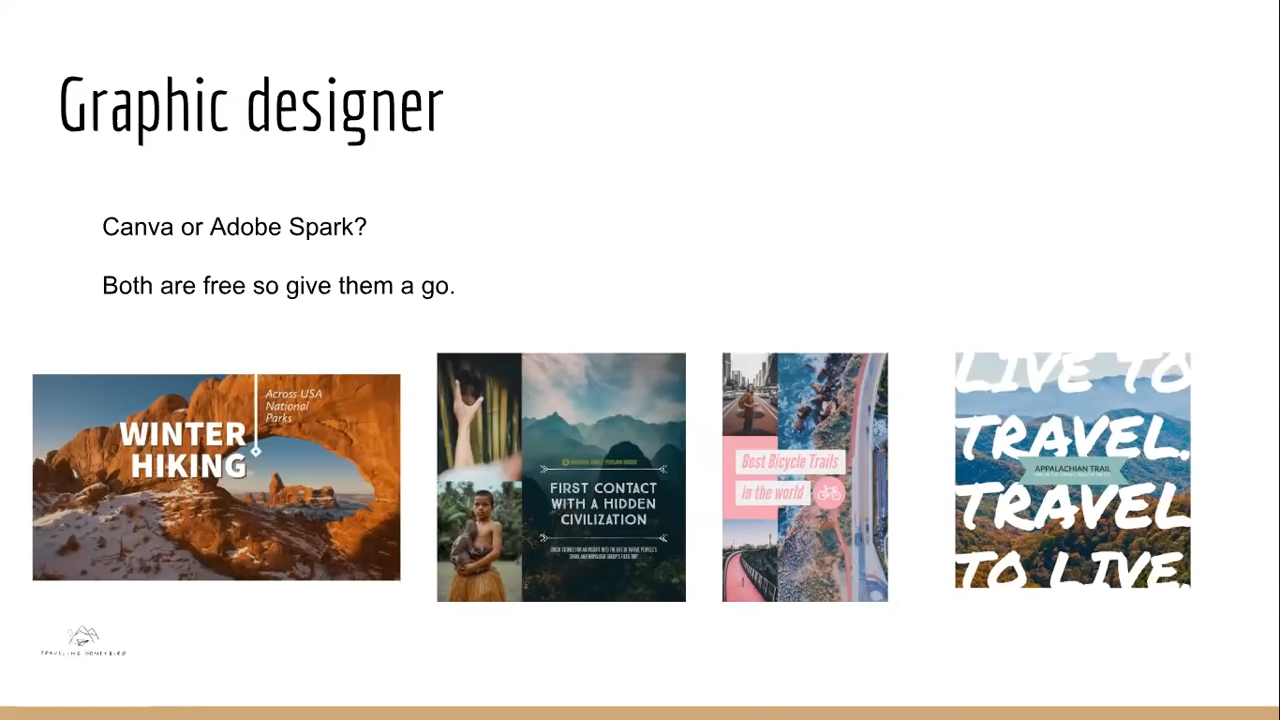 Graphic designer
Canva or Adobe Spark?
Both are free so give them a go.
Across USA
National
Parks
WINTER
HIKING
FIRST CONTACT
WITH A HIDDEN
CIVILIZATION
Best Bicycle Trails
in the world
LIVE TO
TRAVEL.
APPALACHIAN TRAIL
TRAVEL
TO LIVE.
TRAVELING HONEYBIRD